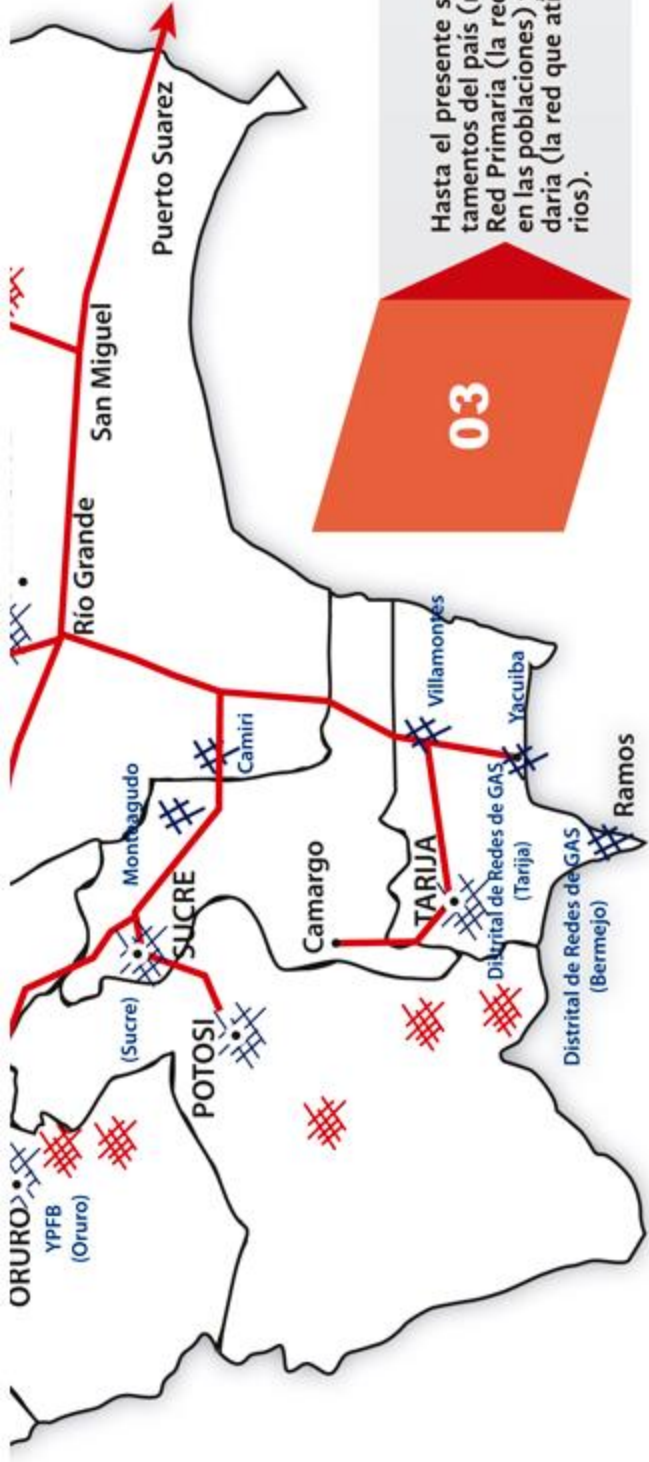 ORURO
YPFB
(Oruro)
(Sucre)
POTOSI
SUCRE
Monteagudo
Camiri
Río Grande
San Miguel
Puerto Suarez
Camargo
TARIJA
Villamontes
Yacuiba
Distrital de Redes de GAS
(Tarija)
Distrital de Redes de GAS
(Bermejo)
Ramos
03
Hasta el presente s
tamentos del país (
Red Primaria (la re
en las poblaciones)
daria (la red que ati
rios).